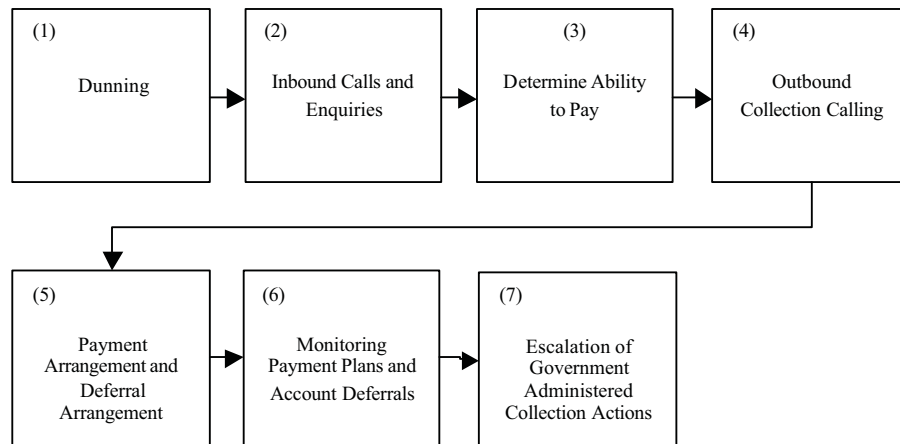 (1)
Dunning
(2)
Inbound Calls and
Enquiries
(3)
Determine Ability
to Pay
(4)
Outbound
Collection Calling
(5)
Payment
Arrangement and
Deferral
Arrangement
(6)
Monitoring
Payment Plans and
Account Deferrals
(7)
Escalation of
Government
Administered
Collection Actions